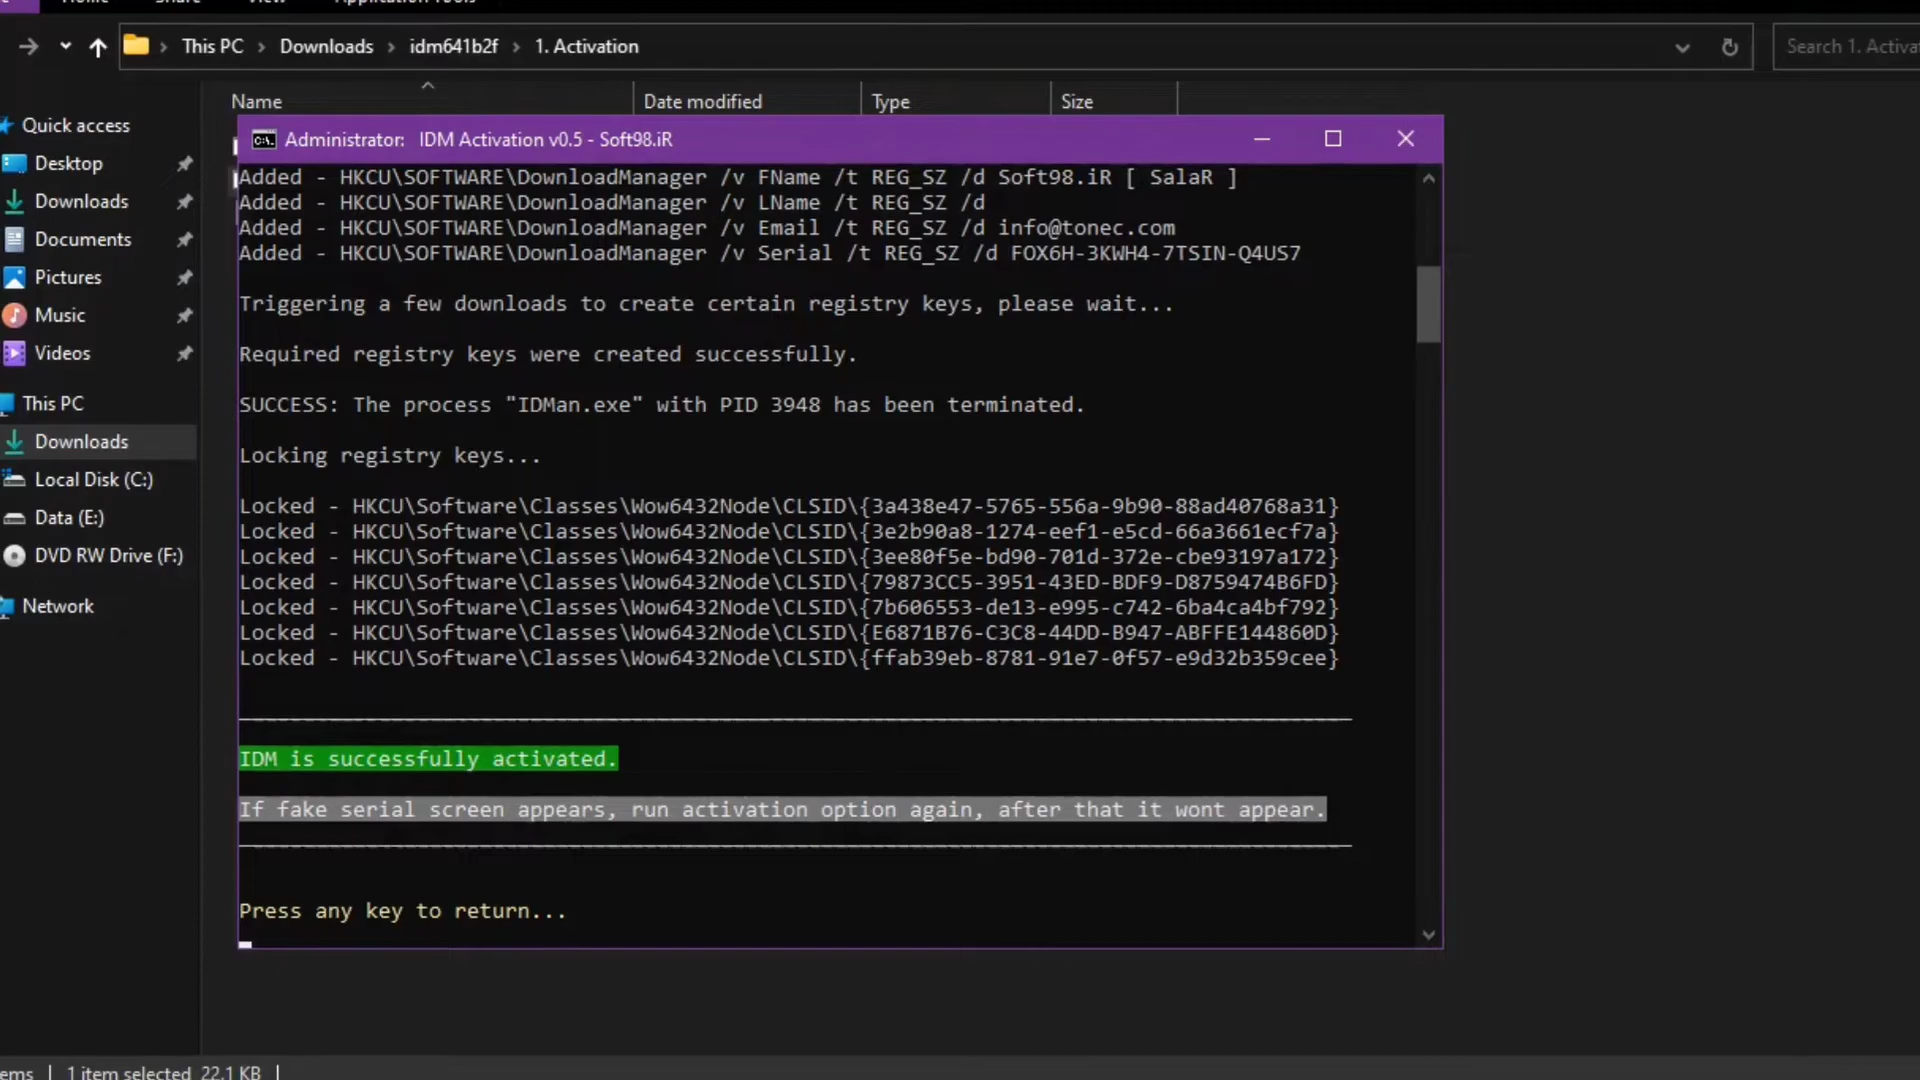 Home Share View Application Tools
This PC > Downloads > idm641b2f > 1. Activation
Search 1. Activa
Name Date modified Type Size
Quick access
Desktop
Downloads
Documents
Pictures
Music
Videos
This PC
Downloads
Local Disk (C:)
Data (E:)
DVD RW Drive (F:)
Network
Administrator: IDM Activation v0.5 - Soft98.iR
Added - HKCU\SOFTWARE\DownloadManager /v FName /t REG_SZ /d Soft98.iR [ SalaR ]
Added - HKCU\SOFTWARE\DownloadManager /v LName /t REG_SZ /d
Added - HKCU\SOFTWARE\DownloadManager /v Email /t REG_SZ /d info@tonec.com
Added - HKCU\SOFTWARE\DownloadManager /v Serial /t REG_SZ /d FOX6H-3KWH4-7TSIN-Q4US7
Triggering a few downloads to create certain registry keys, please wait...
Required registry keys were created successfully.
SUCCESS: The process "IDMan.exe" with PID 3948 has been terminated.
Locking registry keys...
Locked - HKCU\Software\Classes\Wow6432Node\CLSID\{3a438e47-5765-556a-9b90-88ad40768a31}
Locked - HKCU\Software\Classes\Wow6432Node\CLSID\{3e2b90a8-1274-eef1-e5cd-66a3661ecf7a}
Locked - HKCU\Software\Classes\Wow6432Node\CLSID\{3ee80f5e-bd90-701d-372e-cbe93197a172}
Locked - HKCU\Software\Classes\Wow6432Node\CLSID\{79873CC5-3951-43ED-BDF9-D8759474B6FD}
Locked - HKCU\Software\Classes\Wow6432Node\CLSID\{7b606553-de13-e995-c742-6ba4ca4bf792}
Locked - HKCU\Software\Classes\Wow6432Node\CLSID\{E6871B76-C3C8-44DD-B947-ABFFE144860D}
Locked - HKCU\Software\Classes\Wow6432Node\CLSID\{ffab39eb-8781-91e7-0f57-e9d32b359cee}
IDM is successfully activated.
If fake serial screen appears, run activation option again, after that it wont appear.
Press any key to return...
ems | 1 item selected 22.1 KB |